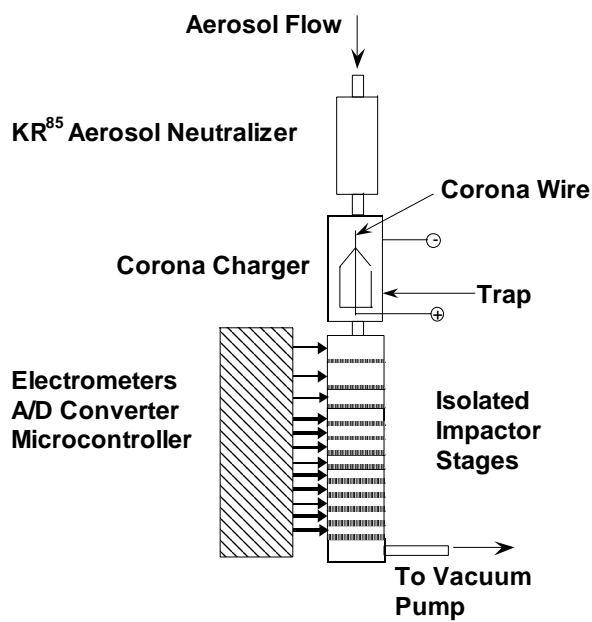 Aerosol Flow
KR85 Aerosol Neutralizer
Corona Wire
-
Corona Charger
Trap
+
Electrometers
A/D Converter
Microcontroller
Isolated
Impactor
Stages
To Vacuum
Pump